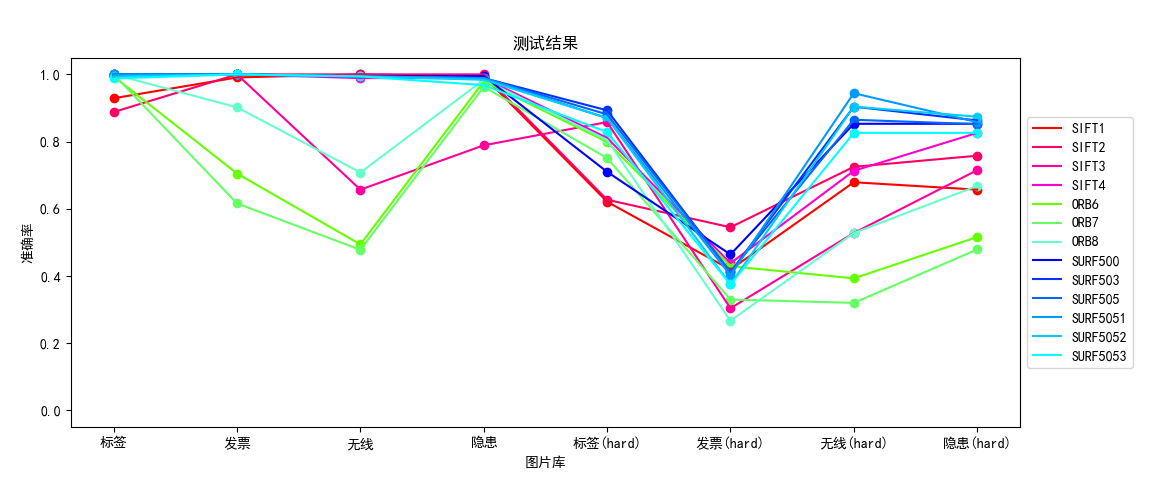 测试结果
准确率
1.0
0.8
0.6
0.4
0.2
0.0
标签
发票
无线
隐患
标签(hard)
发票(hard)
无线(hard)
隐患(hard)
图片库
SIFT1
SIFT2
SIFT3
SIFT4
ORB6
ORB7
ORB8
SURF500
SURF503
SURF505
SURF5051
SURF5052
SURF5053